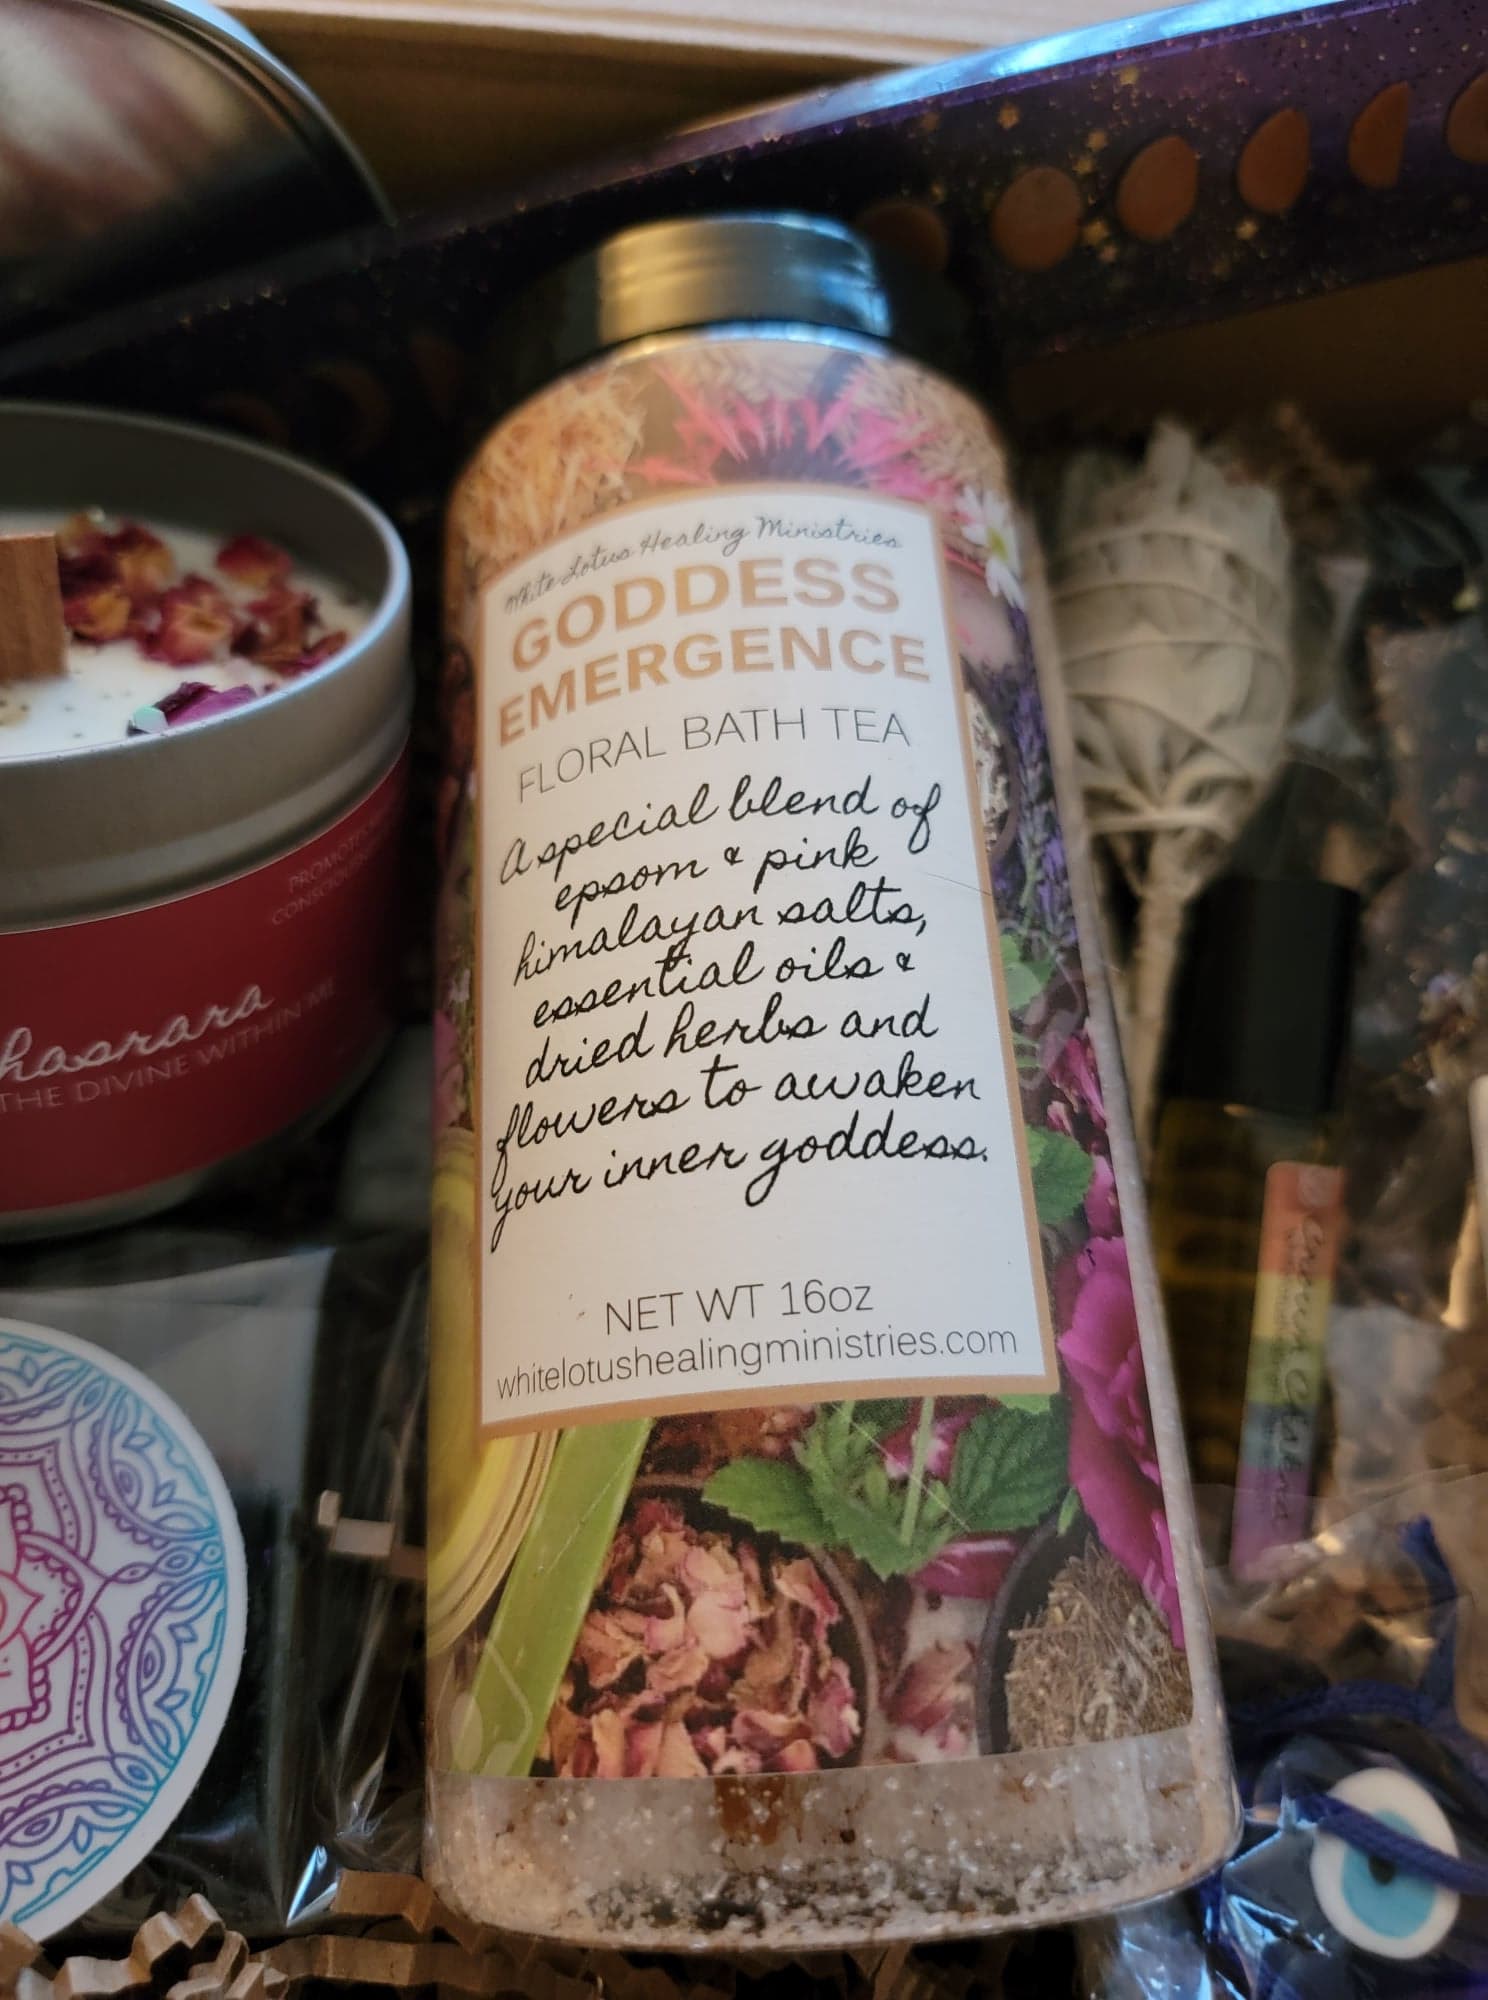 White Lotus Healing Ministries
GODDESS
EMERGENCE
FLORAL BATH TEA
A special blend of
epsom & pink
himalayan salts,
essential oils &
dried herbs and
flowers to awaken
your inner goddess.
NET WT 16oz
whitelotushealingministries.com
hasrara
THE DIVINE WITHIN ME